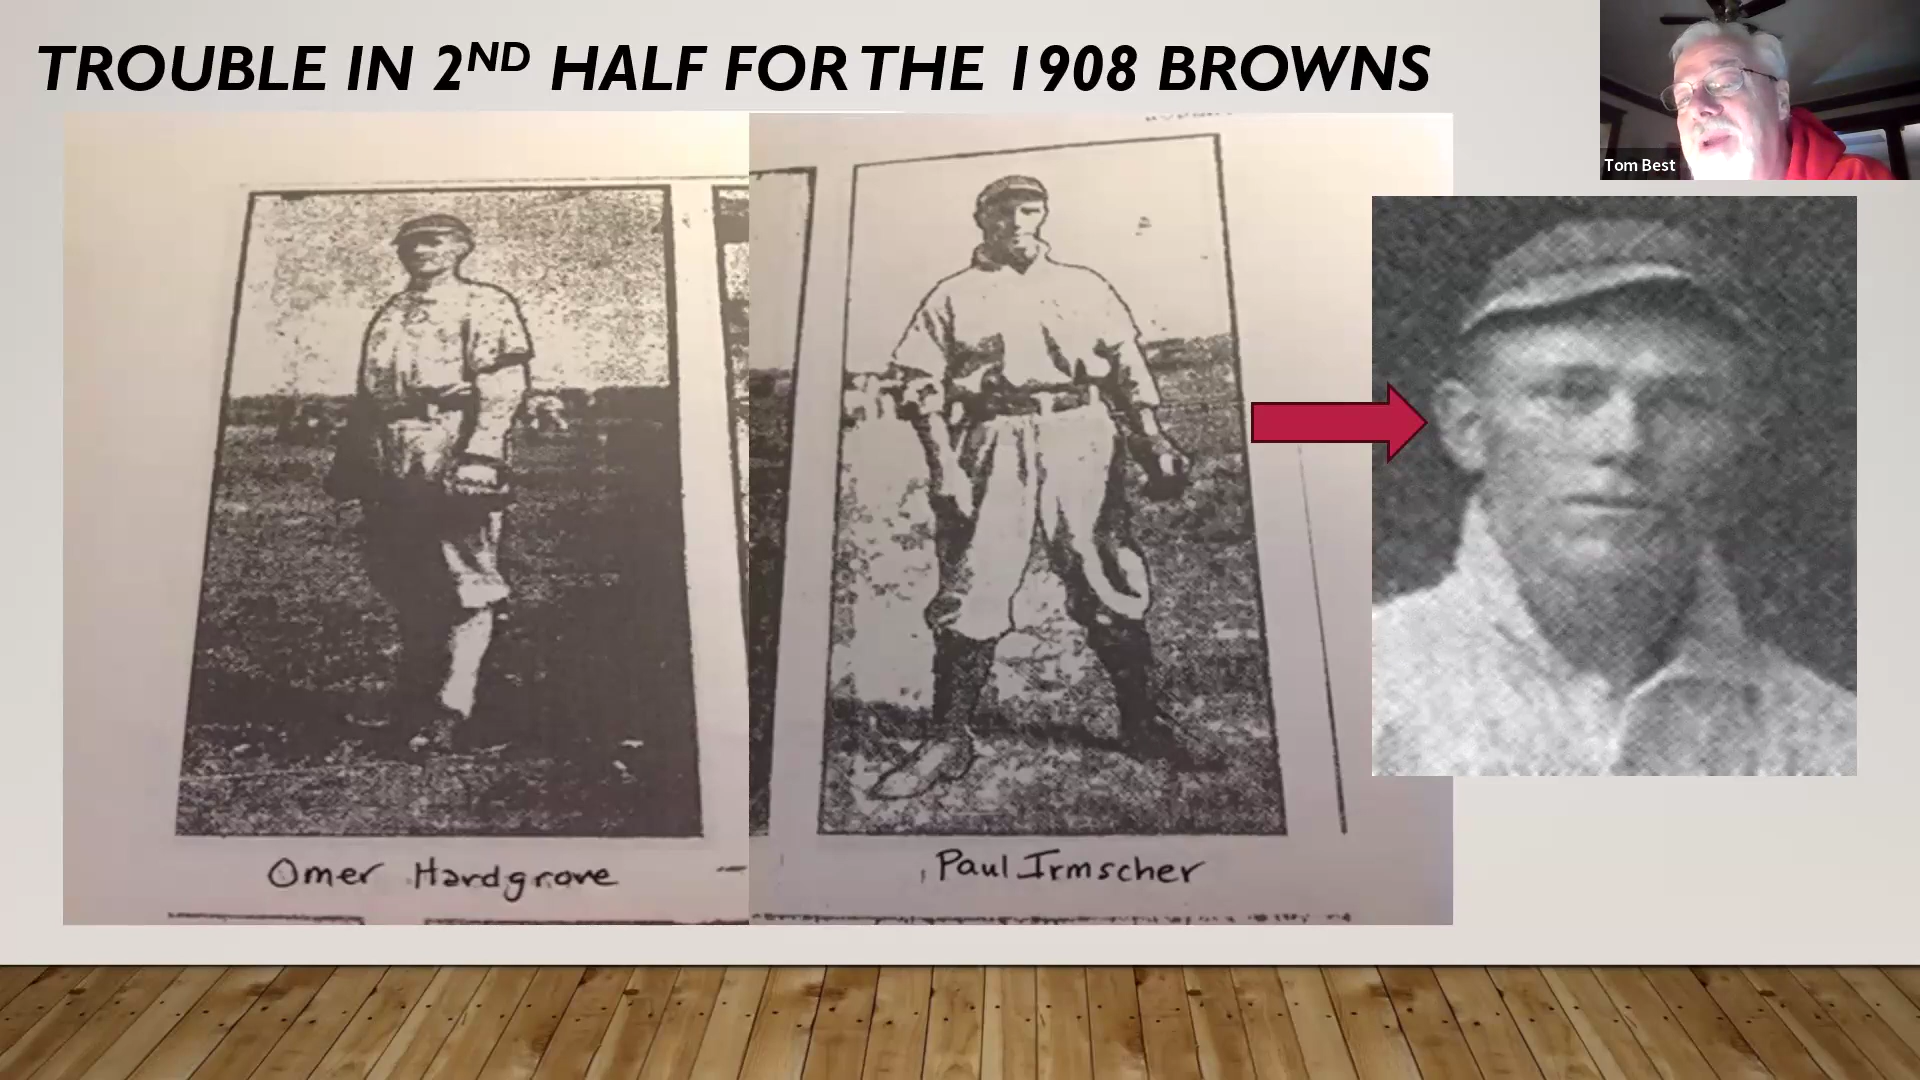 TROUBLE IN 2ND HALF FOR THE 1908 BROWNS
Tom Best
Omer Hardgrove
Paul Irmscher